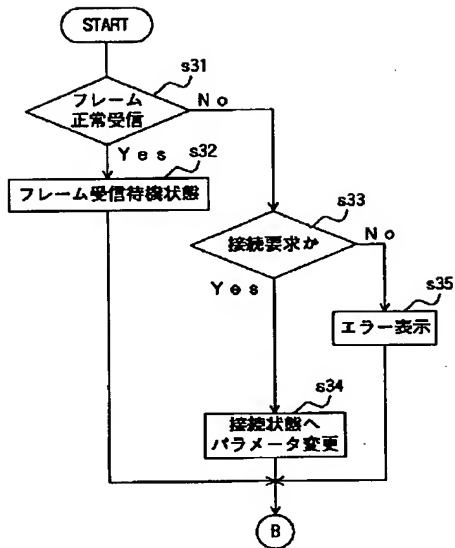 START
s31
フレーム
正常受信
No
Yes
s32
フレーム受信待機状態
s33
接続要求か
No
Yes
s35
エラー表示
s34
接続状態へ
パラメータ変更
B